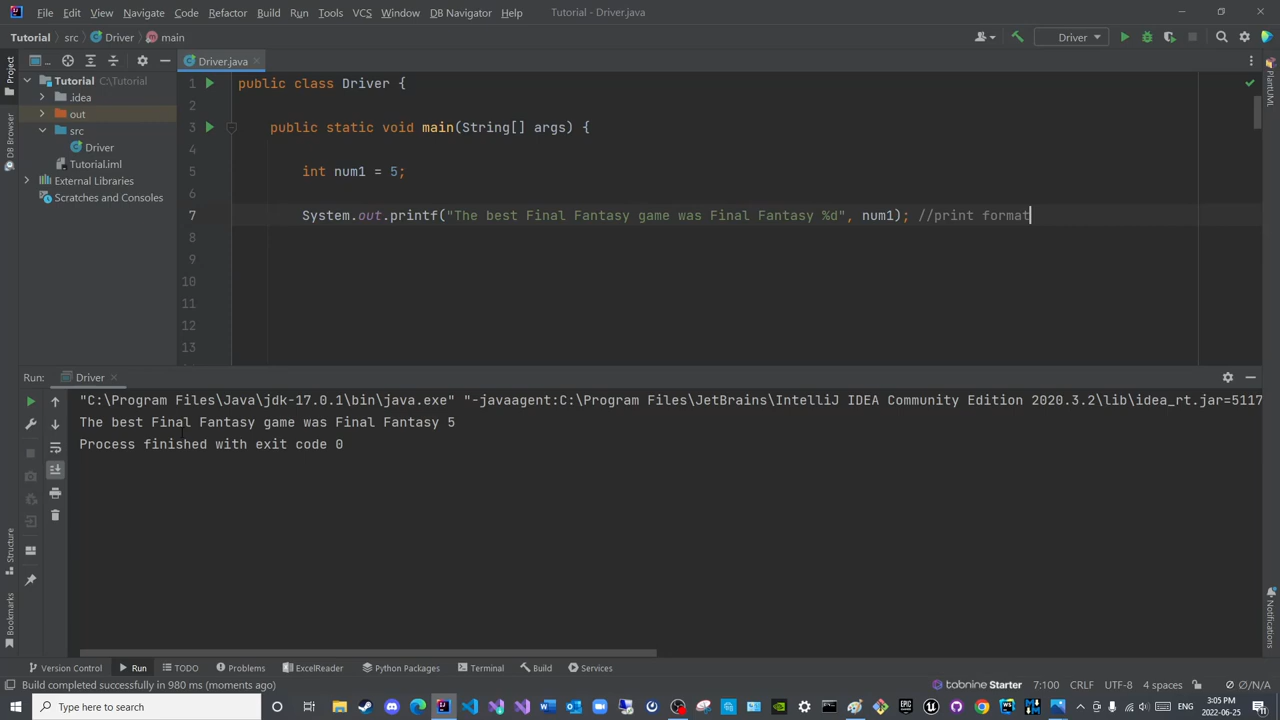 File Edit View Navigate Code Refactor Build Run Tools VCS Window DB Navigator Help Tutorial - Driver.java
Tutorial src Driver main Driver
Project
Driver.java
Tutorial C:\Tutorial
.idea
out
src
Driver
Tutorial.iml
External Libraries
Scratches and Consoles
DB Browser
PlantUML
1 public class Driver {
2
3 public static void main(String[] args) {
4
5 int num1 = 5;
6
7 System.out.printf("The best Final Fantasy game was Final Fantasy %d", num1); //print format
8
9
10
11
12
13
Run: Driver
"C:\Program Files\Java\jdk-17.0.1\bin\java.exe" "-javaagent:C:\Program Files\JetBrains\IntelliJ IDEA Community Edition 2020.3.2\lib\idea_rt.jar=5117
The best Final Fantasy game was Final Fantasy 5
Process finished with exit code 0
Structure
Bookmarks
Notifications
Version Control Run TODO Problems ExcelReader Python Packages Terminal Build Services
Build completed successfully in 980 ms (moments ago) tabnine Starter 7:100 CRLF UTF-8 4 spaces Ø/N/A
Type here to search 3:05 PM
2022-06-25